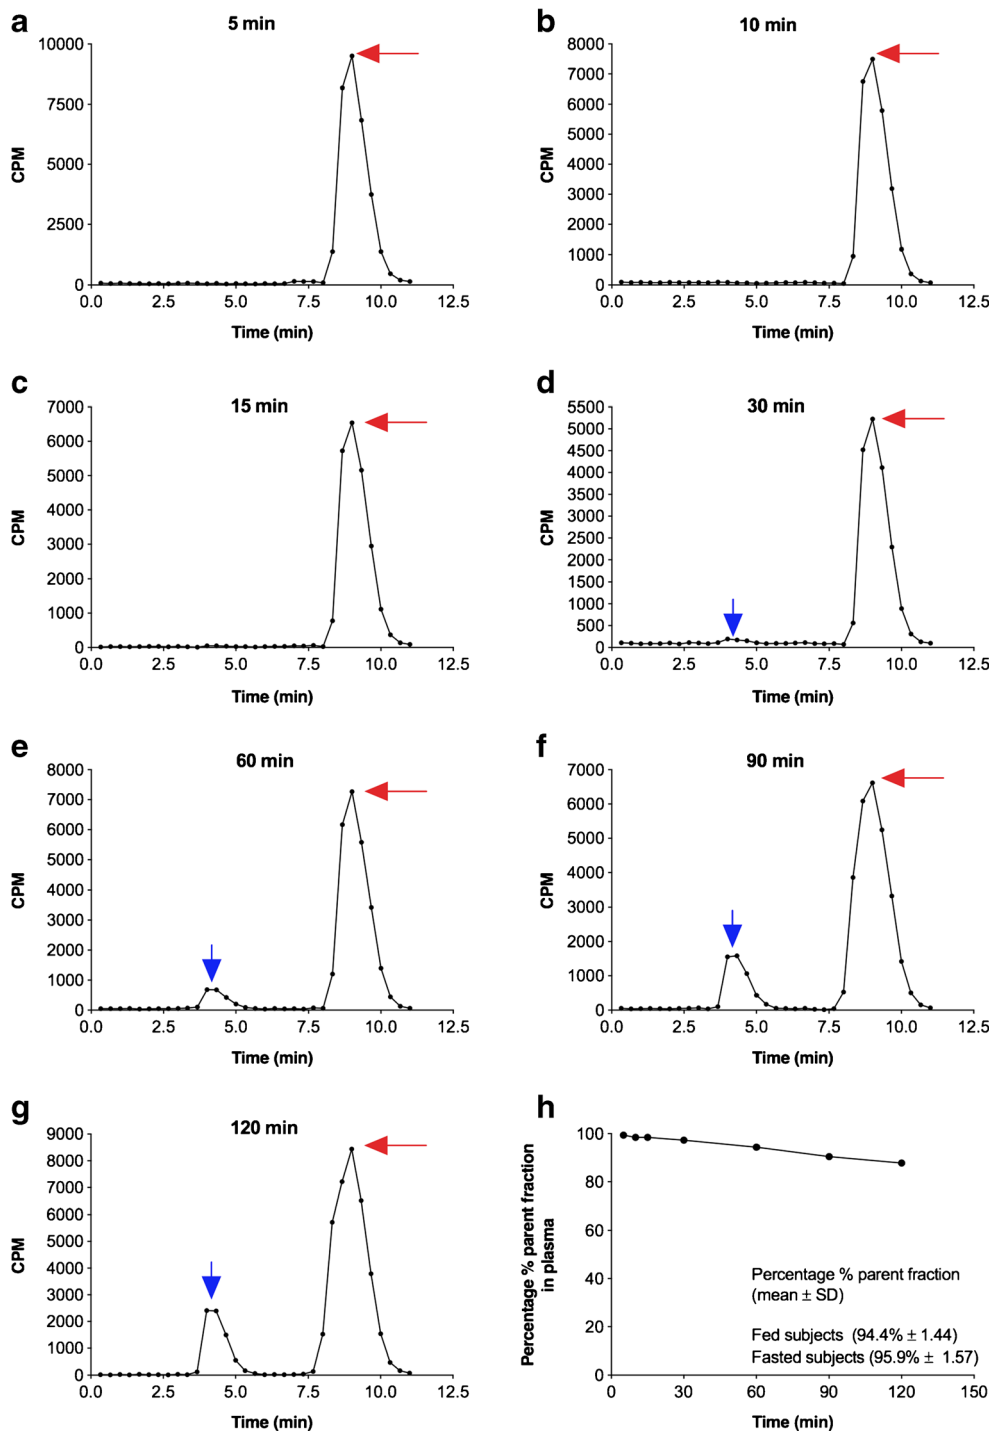 a
5 min
10000
7500
5000
2500
0
CPM
0.0 2.5 5.0 7.5 10.0 12.5
Time (min)
b
10 min
8000
7000
6000
5000
4000
3000
2000
1000
0
CPM
0.0 2.5 5.0 7.5 10.0 12.5
Time (min)
c
15 min
7000
6000
5000
4000
3000
2000
1000
0
CPM
0.0 2.5 5.0 7.5 10.0 12.5
Time (min)
d
30 min
5500
5000
4500
4000
3500
3000
2500
2000
1500
1000
500
0
CPM
0.0 2.5 5.0 7.5 10.0 12.5
Time (min)
e
60 min
8000
7000
6000
5000
4000
3000
2000
1000
0
CPM
0.0 2.5 5.0 7.5 10.0 12.5
Time (min)
f
90 min
7000
6000
5000
4000
3000
2000
1000
0
CPM
0.0 2.5 5.0 7.5 10.0 12.5
Time (min)
g
120 min
9000
8000
7000
6000
5000
4000
3000
2000
1000
0
CPM
0.0 2.5 5.0 7.5 10.0 12.5
Time (min)
h
100
80
60
40
20
0
Percentage % parent fraction
in plasma
Percentage % parent fraction
(mean ± SD)
Fed subjects (94.4% ± 1.44)
Fasted subjects (95.9% ± 1.57)
0 30 60 90 120 150
Time (min)